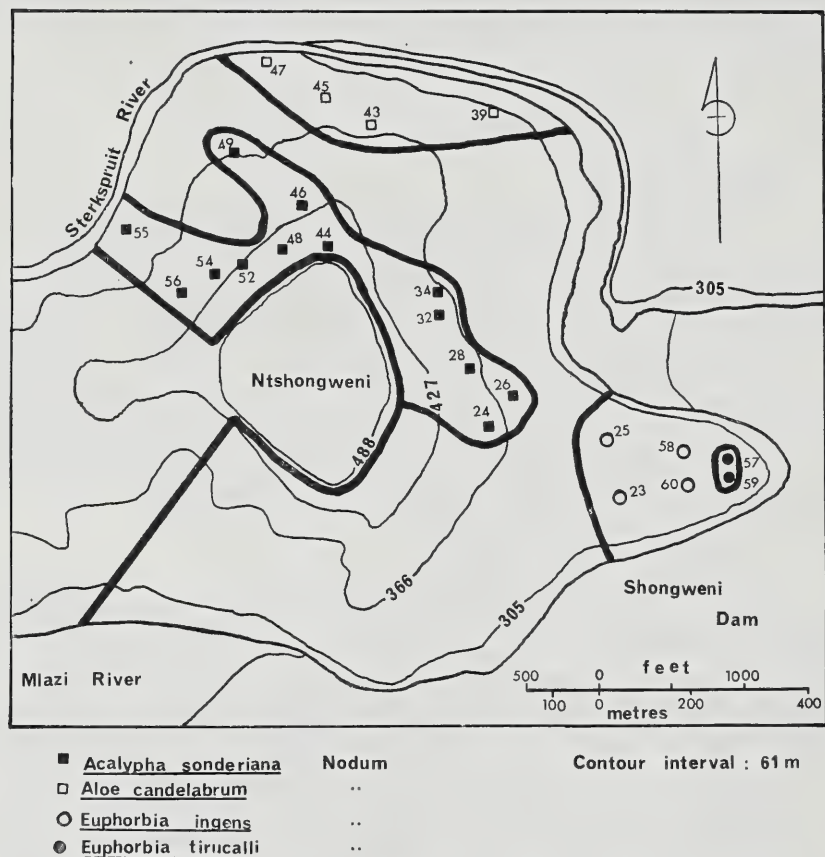 47
45
43
39
Sterkspruit River
49
46
55
48
44
54
52
56
34
32
305
Ntshongweni
28
427
26
24
488
25
58
57
60
59
23
366
305
Shongweni
Dam
feet
500 0 1000
100 0 200 400
metres
Mlazi River
Acalypha sonderiana Nodum Contour interval : 61 m
Aloe candelabrum ..
Euphorbia ingens ..
Euphorbia tirucalli ..